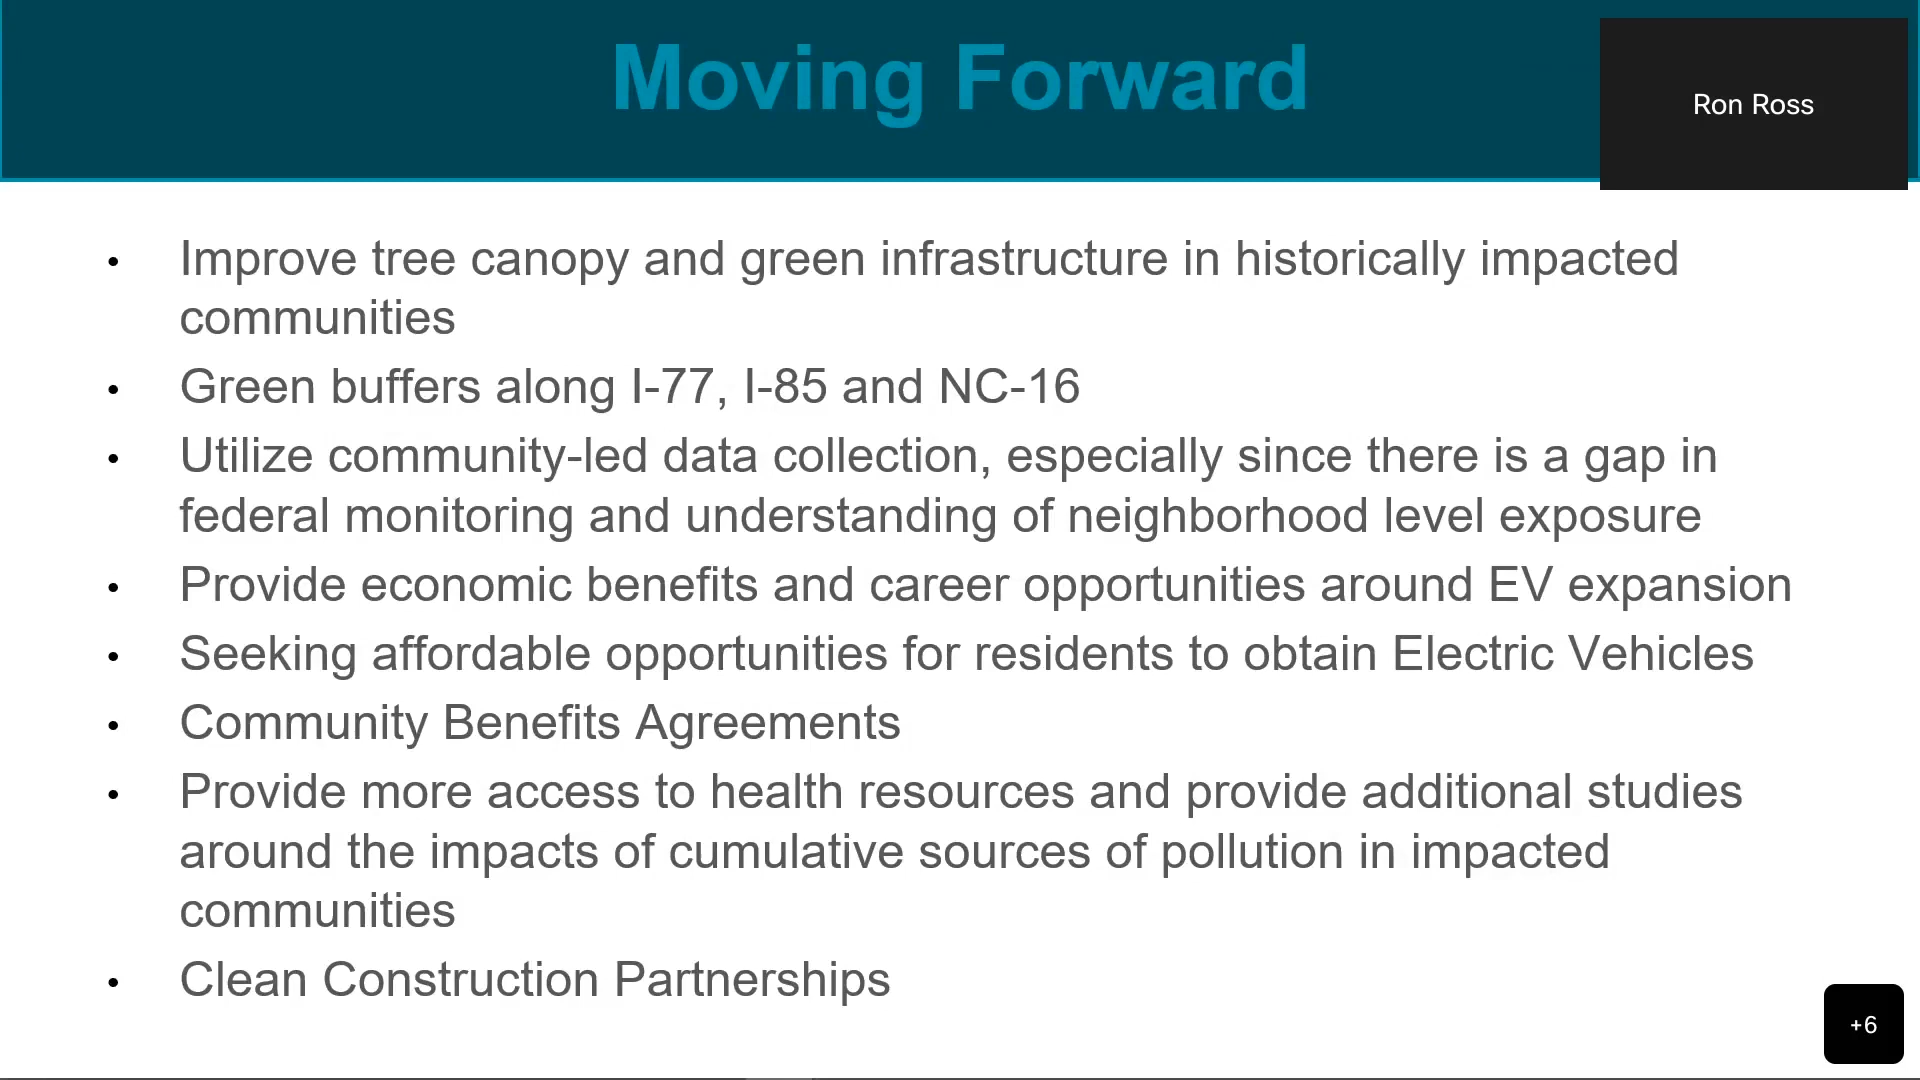 Moving Forward
Ron Ross
• Improve tree canopy and green infrastructure in historically impacted
communities
• Green buffers along I-77, I-85 and NC-16
• Utilize community-led data collection, especially since there is a gap in
federal monitoring and understanding of neighborhood level exposure
• Provide economic benefits and career opportunities around EV expansion
• Seeking affordable opportunities for residents to obtain Electric Vehicles
• Community Benefits Agreements
• Provide more access to health resources and provide additional studies
around the impacts of cumulative sources of pollution in impacted
communities
• Clean Construction Partnerships
+6